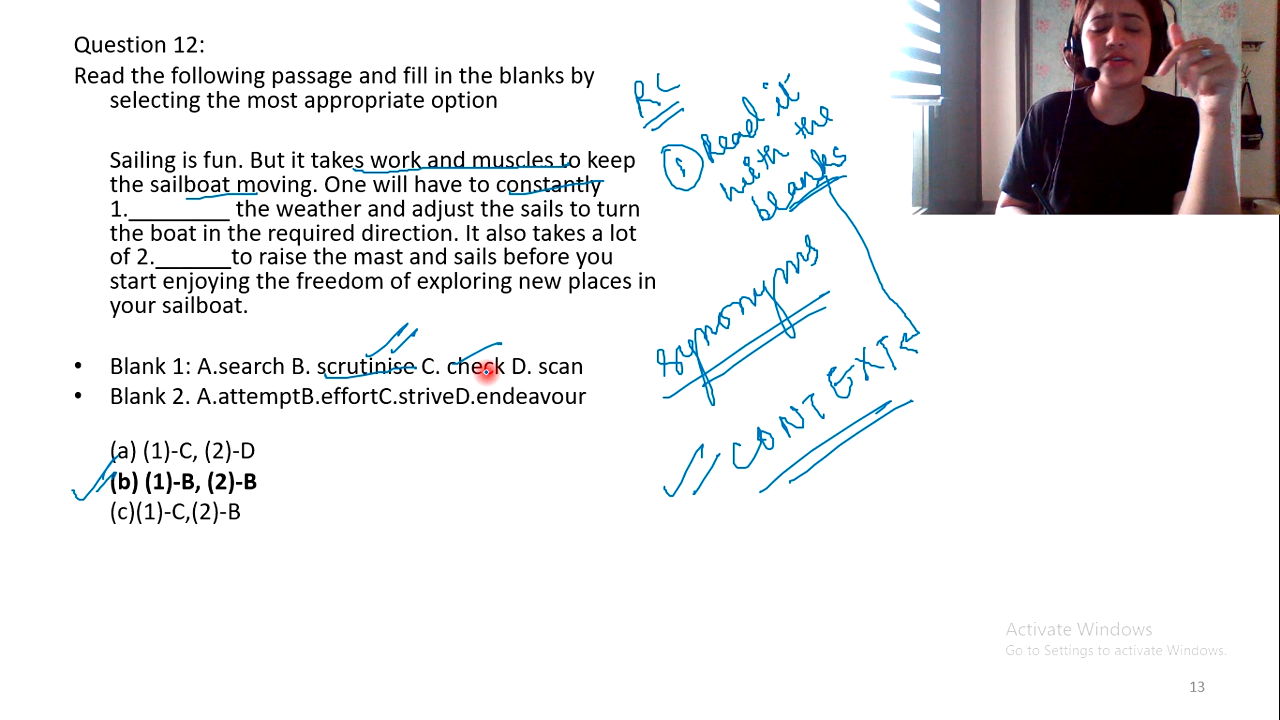 Question 12:
Read the following passage and fill in the blanks by
selecting the most appropriate option
Sailing is fun. But it takes work and muscles to keep
the sailboat moving. One will have to constantly
1._________ the weather and adjust the sails to turn
the boat in the required direction. It also takes a lot
of 2.______to raise the mast and sails before you
start enjoying the freedom of exploring new places in
your sailboat.
• Blank 1: A.search B. scrutinise C. check D. scan
• Blank 2. A.attemptB.effortC.striveD.endeavour
(a) (1)-C, (2)-D
(b) (1)-B, (2)-B
(c)(1)-C,(2)-B
RC
1 Read it
with the
blanks
synonyms
CONTEXT
Activate Windows
Go to Settings to activate Windows.
13